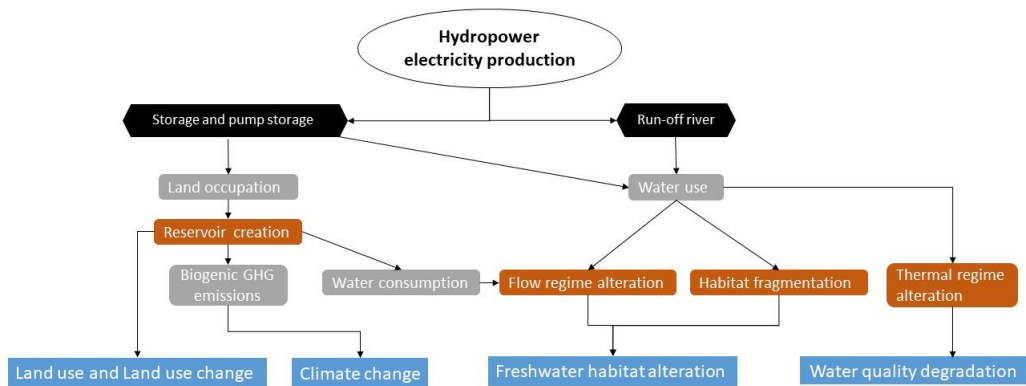 Hydropower
electricity production
Storage and pump storage
Run-off river
Land occupation
Water use
Reservoir creation
Biogenic GHG
emissions
Water consumption
Flow regime alteration
Habitat fragmentation
Thermal regime
alteration
Land use and Land use change
Climate change
Freshwater habitat alteration
Water quality degradation